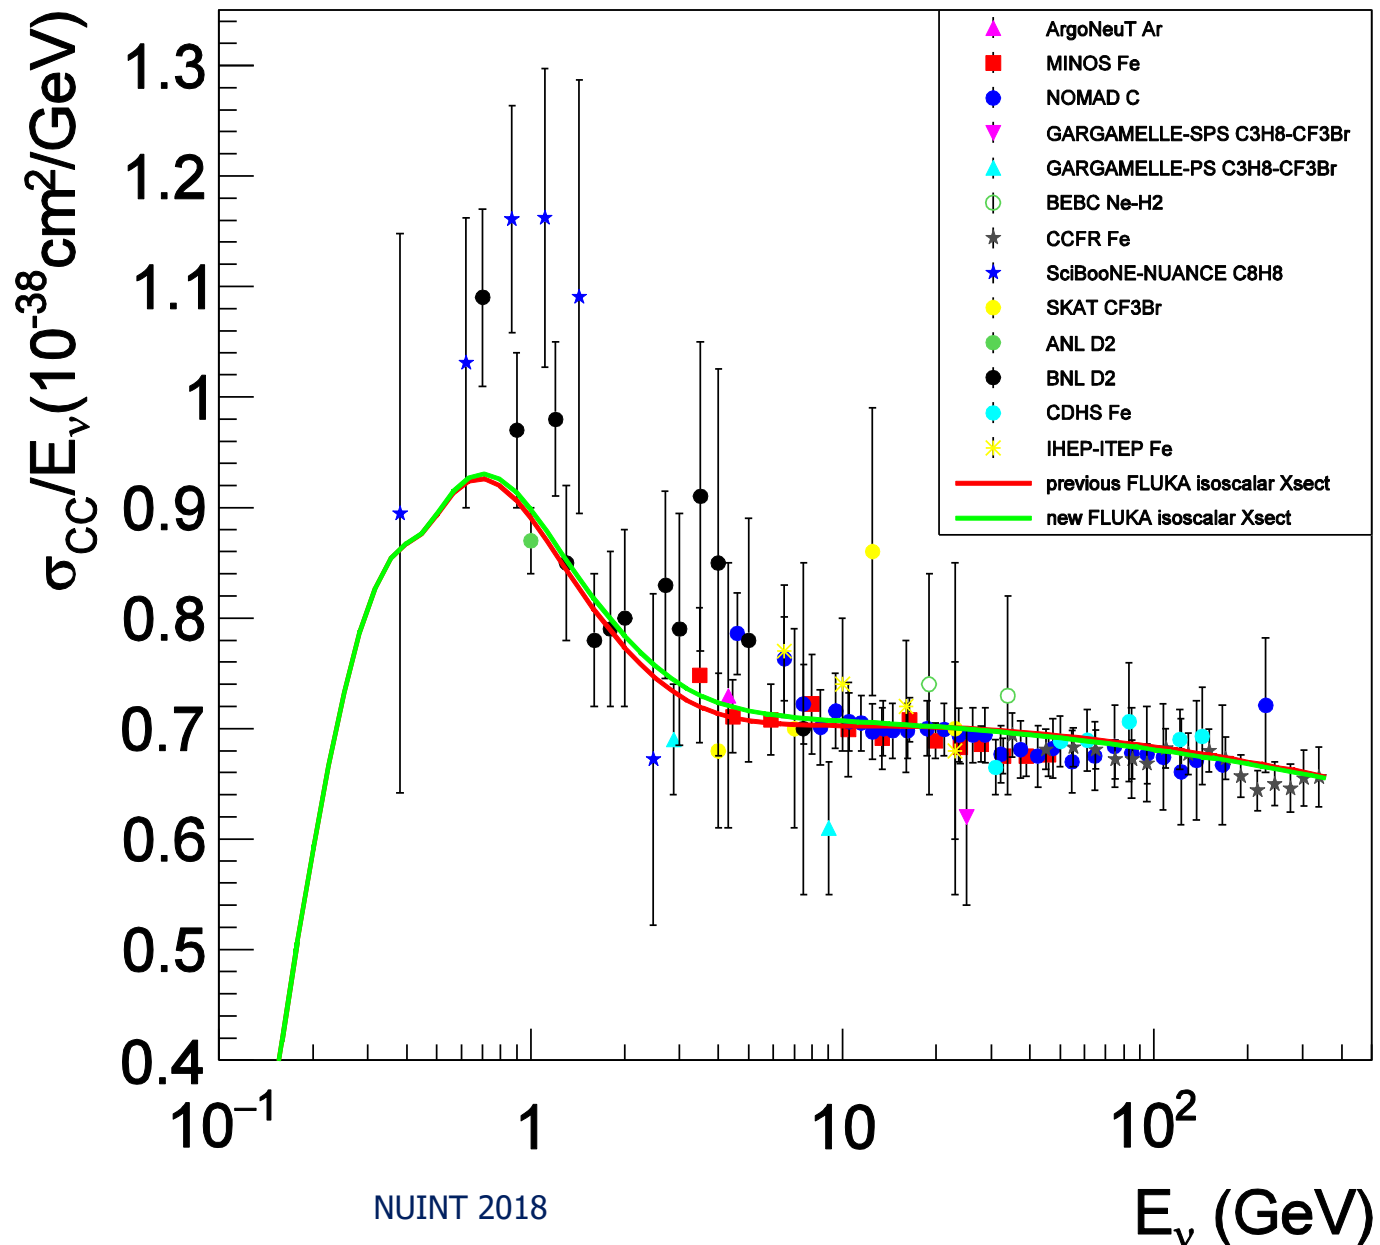 σCC/Eν(10-38cm2/GeV)
1.3
1.2
1.1
1
0.9
0.8
0.7
0.6
0.5
0.4
10−1
1
10
102
Eν (GeV)
ArgoNeuT Ar
MINOS Fe
NOMAD C
GARGAMELLE-SPS C3H8-CF3Br
GARGAMELLE-PS C3H8-CF3Br
BEBC Ne-H2
CCFR Fe
SciBooNE-NUANCE C8H8
SKAT CF3Br
ANL D2
BNL D2
CDHS Fe
IHEP-ITEP Fe
previous FLUKA isoscalar Xsect
new FLUKA isoscalar Xsect
NUINT 2018